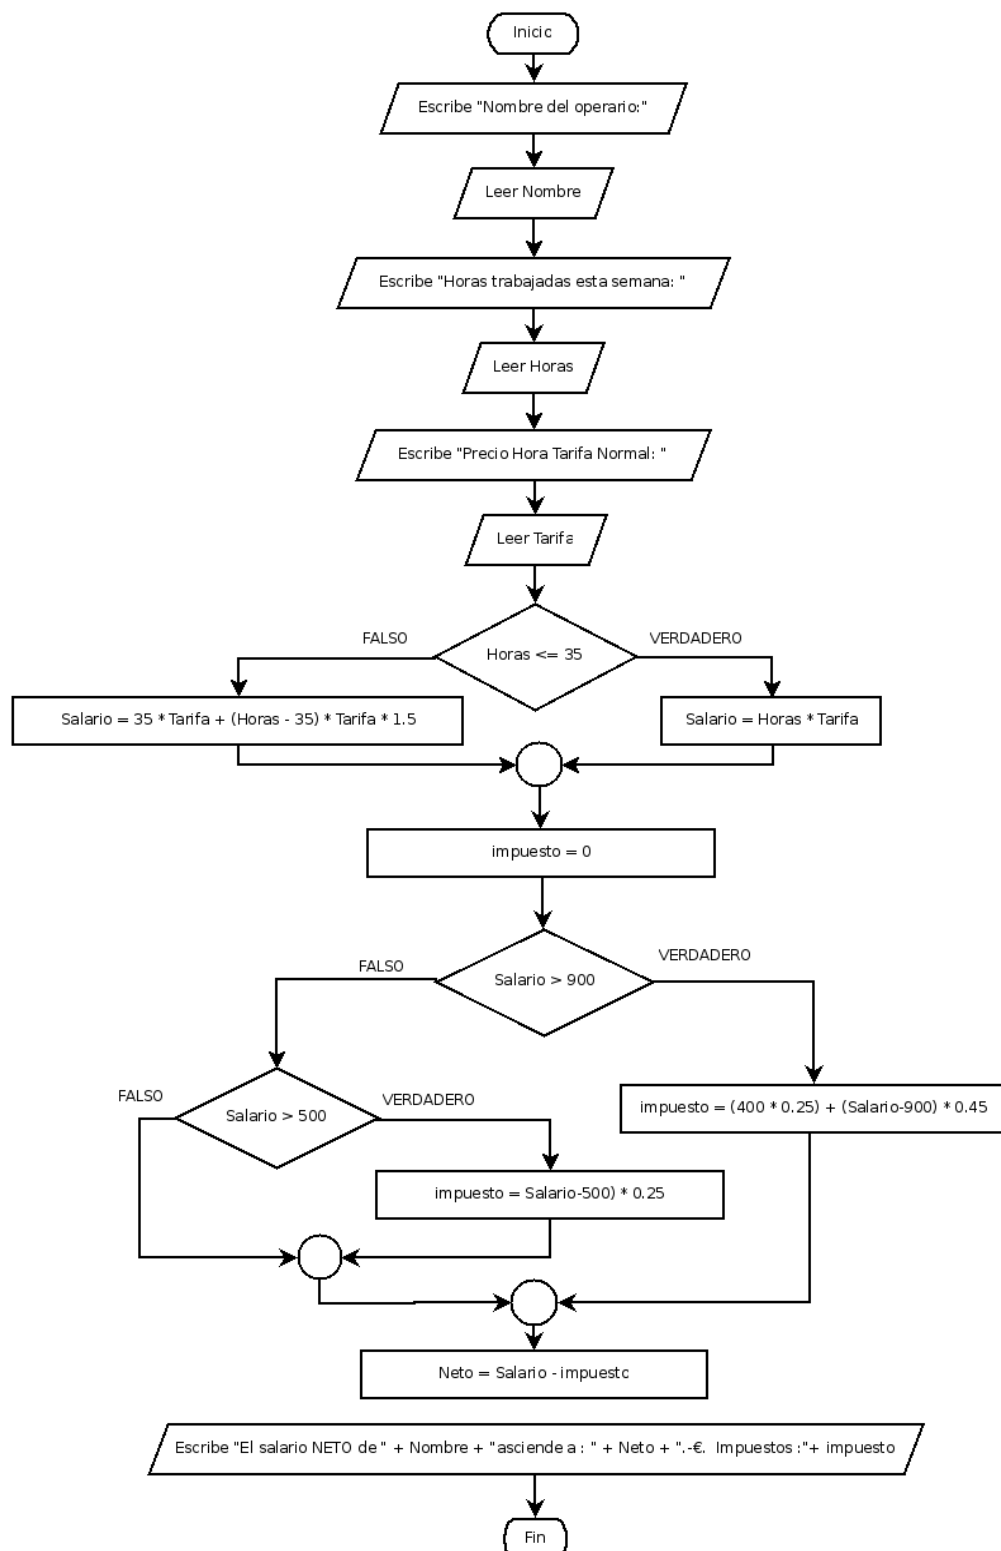 Inicio
Escribe "Nombre del operario:"
Leer Nombre
Escribe "Horas trabajadas esta semana: "
Leer Horas
Escribe "Precio Hora Tarifa Normal: "
Leer Tarifa
Horas <= 35
FALSO
VERDADERO
Salario = 35 * Tarifa + (Horas - 35) * Tarifa * 1.5
Salario = Horas * Tarifa
impuesto = 0
Salario > 900
FALSO
VERDADERO
Salario > 500
FALSO
VERDADERO
impuesto = (400 * 0.25) + (Salario-900) * 0.45
impuesto = Salario-500) * 0.25
Neto = Salario - impuesto
Escribe "El salario NETO de " + Nombre + "asciende a : " + Neto + ".-€.  Impuestos :"+ impuesto
Fin